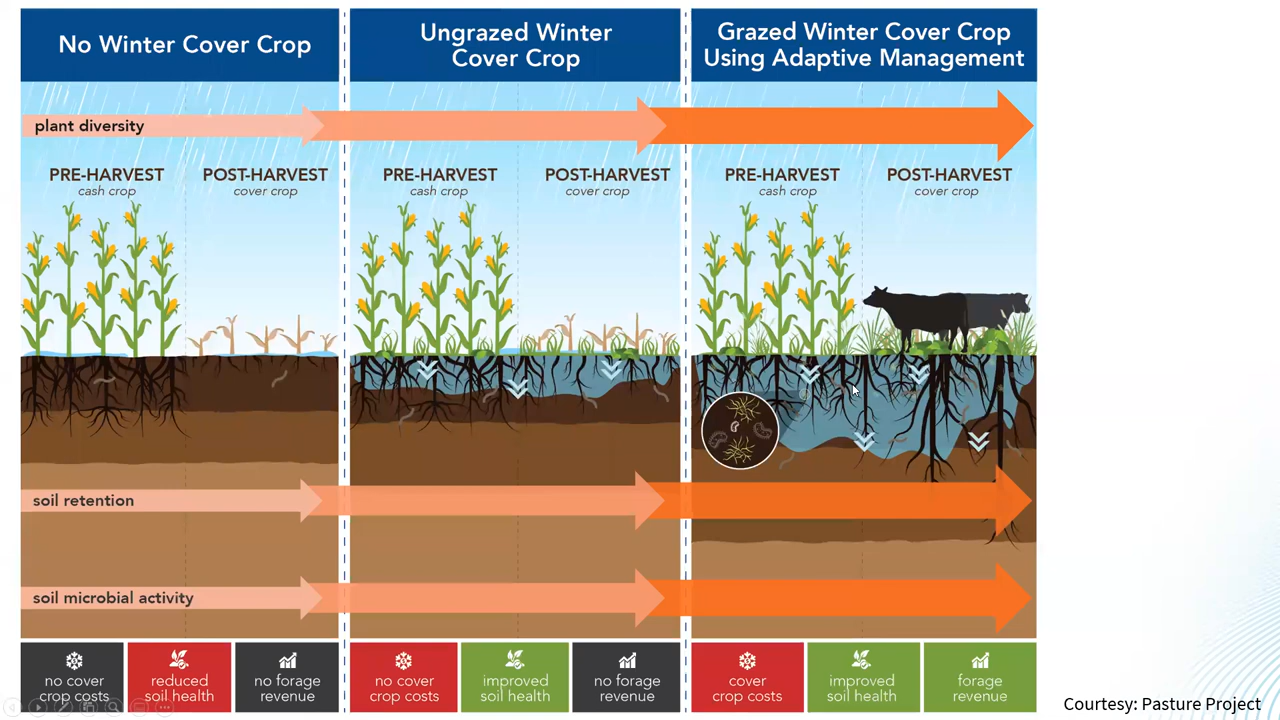 No Winter Cover Crop
Ungrazed Winter
Cover Crop
Grazed Winter Cover Crop
Using Adaptive Management
plant diversity
PRE-HARVEST
cash crop
POST-HARVEST
cover crop
PRE-HARVEST
cash crop
POST-HARVEST
cover crop
PRE-HARVEST
cash crop
POST-HARVEST
cover crop
soil retention
soil microbial activity
no cover
crop costs
reduced
soil health
no forage
revenue
no cover
crop costs
improved
soil health
no forage
revenue
cover
crop costs
improved
soil health
forage
revenue
Courtesy: Pasture Project